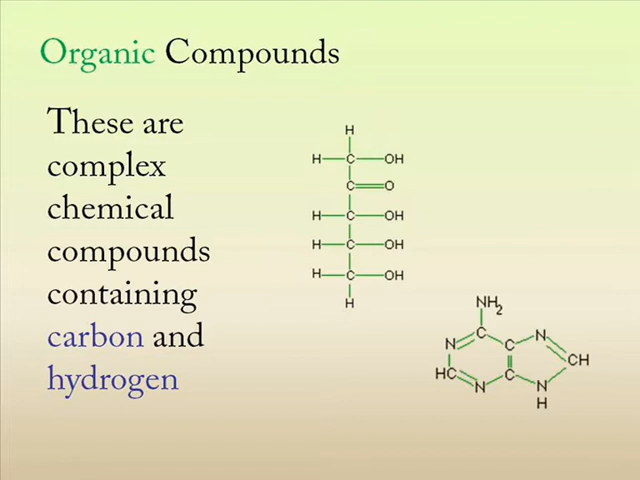 Organic Compounds
These are
complex
chemical
compounds
containing
carbon and
hydrogen
H
H C OH
C O
H C OH
H C OH
H C OH
H
NH2
N C C N CH
HC N C N
H